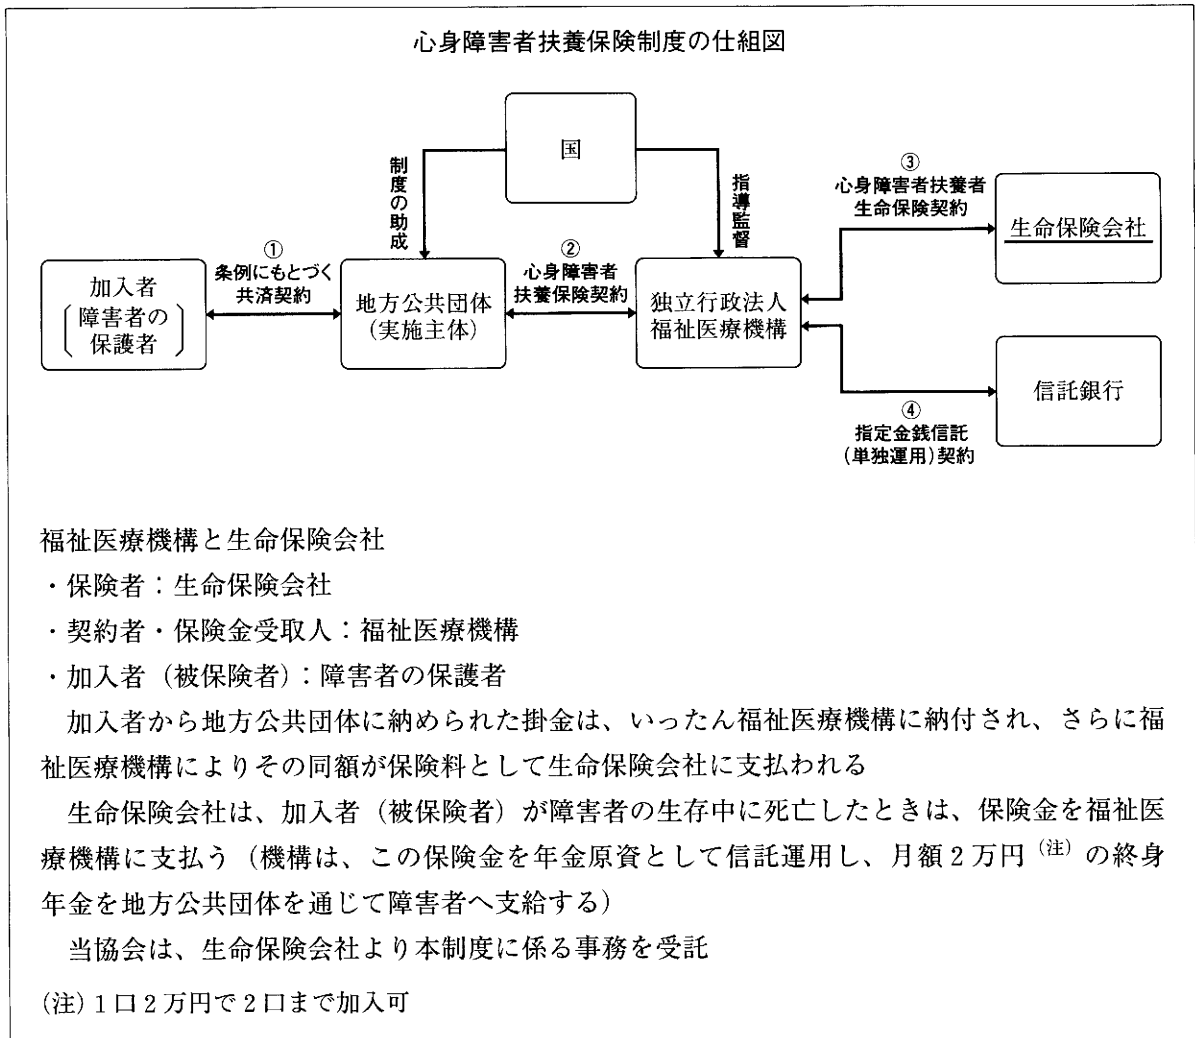 心身障害者扶養保険制度の仕組図
国
制度の助成
指導監督
③
心身障害者扶養者
生命保険契約
生命保険会社
①
条例にもとづく
共済契約
②
心身障害者
扶養保険契約
加入者
障害者の
保護者
地方公共団体
(実施主体)
独立行政法人
福祉医療機構
信託銀行
④
指定金銭信託
(単独運用)契約
福祉医療機構と生命保険会社
・保険者：生命保険会社
・契約者・保険金受取人：福祉医療機構
・加入者（被保険者）：障害者の保護者
加入者から地方公共団体に納められた掛金は、いったん福祉医療機構に納付され、さらに福
祉医療機構によりその同額が保険料として生命保険会社に支払われる
生命保険会社は、加入者（被保険者）が障害者の生存中に死亡したときは、保険金を福祉医
療機構に支払う（機構は、この保険金を年金原資として信託運用し、月額２万円（注）の終身
年金を地方公共団体を通じて障害者へ支給する）
当協会は、生命保険会社より本制度に係る事務を受託
(注)１口２万円で２口まで加入可